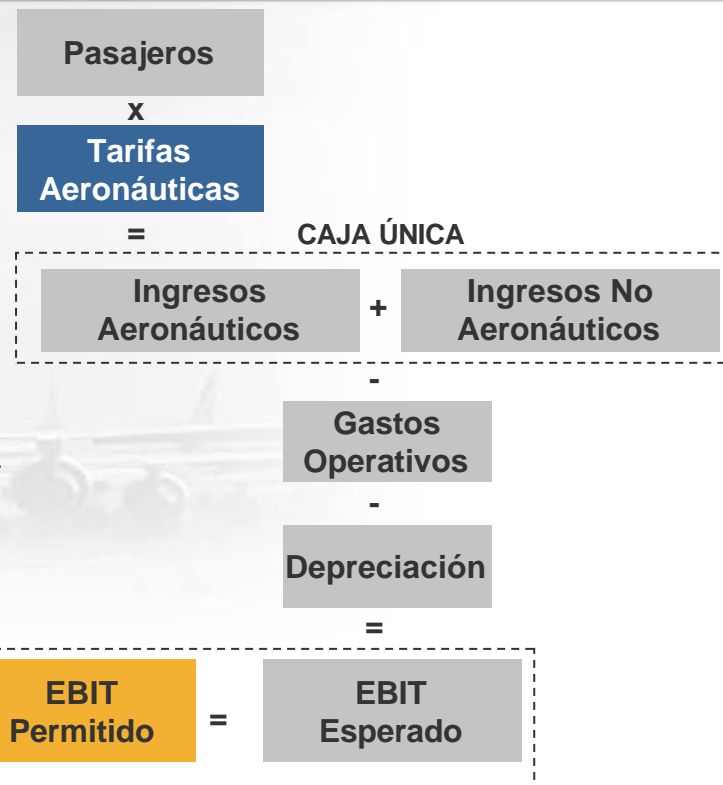 Pasajeros
x
Tarifas
Aeronáuticas
=
CAJA ÚNICA
Ingresos
Aeronáuticos
+
Ingresos No
Aeronáuticos
-
Gastos
Operativos
-
Depreciación
=
EBIT
Permitido
=
EBIT
Esperado